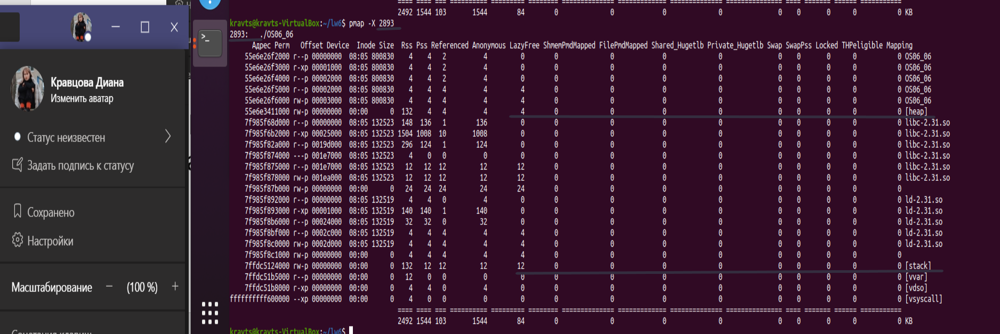 Кравцова Диана
Изменить аватар
Статус неизвестен
Задать подпись к статусу
Сохранено
Настройки
Масштабирование – (100 %) +
==== ==== === ========== ========= ======== ============= ============= ============== =============== ==== ======= ====== ===========
2492 1544 103 1544 84 0 0 0 0 0 0 0 0 KB
kravts@kravts-VirtualBox:~/lw6$ pmap -X 2893
2893: ./OS06_06
Адрес Perm Offset Device Inode Size Rss Pss Referenced Anonymous LazyFree ShmemPmdMapped FilePmdMapped Shared_Hugetlb Private_Hugetlb Swap SwapPss Locked THPeligible Mapping
55e6e26f2000 r--p 00000000 08:05 800830 4 4 2 4 0 0 0 0 0 0 0 0 0 OS06_06
55e6e26f3000 r-xp 00001000 08:05 800830 4 4 2 4 0 0 0 0 0 0 0 0 0 OS06_06
55e6e26f4000 r--p 00002000 08:05 800830 4 4 2 4 0 0 0 0 0 0 0 0 0 OS06_06
55e6e26f5000 r--p 00002000 08:05 800830 4 4 4 4 4 0 0 0 0 0 0 0 0 OS06_06
55e6e26f6000 rw-p 00003000 08:05 800830 4 4 4 4 4 0 0 0 0 0 0 0 0 OS06_06
55e6e3411000 rw-p 00000000 00:00 0 132 4 4 4 4 0 0 0 0 0 0 0 0 [heap]
7f985f68d000 r--p 00000000 08:05 132523 148 136 1 136 0 0 0 0 0 0 0 0 0 libc-2.31.so
7f985f6b2000 r-xp 00025000 08:05 132523 1504 1008 10 1008 0 0 0 0 0 0 0 0 0 libc-2.31.so
7f985f82a000 r--p 0019d000 08:05 132523 296 124 1 124 0 0 0 0 0 0 0 0 0 libc-2.31.so
7f985f874000 ---p 001e7000 08:05 132523 4 0 0 0 0 0 0 0 0 0 0 0 0 libc-2.31.so
7f985f875000 r--p 001e7000 08:05 132523 12 12 12 12 12 0 0 0 0 0 0 0 0 libc-2.31.so
7f985f878000 rw-p 001ea000 08:05 132523 12 12 12 12 12 0 0 0 0 0 0 0 0 libc-2.31.so
7f985f87b000 rw-p 00000000 00:00 0 24 24 24 24 24 0 0 0 0 0 0 0 0
7f985f892000 r--p 00000000 08:05 132519 4 4 0 4 0 0 0 0 0 0 0 0 0 ld-2.31.so
7f985f893000 r-xp 00001000 08:05 132519 140 140 1 140 0 0 0 0 0 0 0 0 0 ld-2.31.so
7f985f8b6000 r--p 00024000 08:05 132519 32 32 0 32 0 0 0 0 0 0 0 0 0 ld-2.31.so
7f985f8bf000 r--p 0002c000 08:05 132519 4 4 4 4 4 0 0 0 0 0 0 0 0 ld-2.31.so
7f985f8c0000 rw-p 0002d000 08:05 132519 4 4 4 4 4 0 0 0 0 0 0 0 0 ld-2.31.so
7f985f8c1000 rw-p 00000000 00:00 0 4 4 4 4 4 0 0 0 0 0 0 0 0
7ffdc5124000 rw-p 00000000 00:00 0 132 12 12 12 12 0 0 0 0 0 0 0 0 [stack]
7ffdc51b5000 r--p 00000000 00:00 0 12 0 0 0 0 0 0 0 0 0 0 0 0 [vvar]
7ffdc51b8000 r-xp 00000000 00:00 0 4 4 0 0 0 0 0 0 0 0 0 0 0 [vdso]
ffffffffff600000 --xp 00000000 00:00 0 4 0 0 0 0 0 0 0 0 0 0 0 0 [vsyscall]
==== ==== === ========== ========= ======== ============= ============= ============== =============== ==== ======= ====== ===========
2492 1544 103 1544 84 0 0 0 0 0 0 0 0 KB
kravts@kravts-VirtualBox:~/lw6$